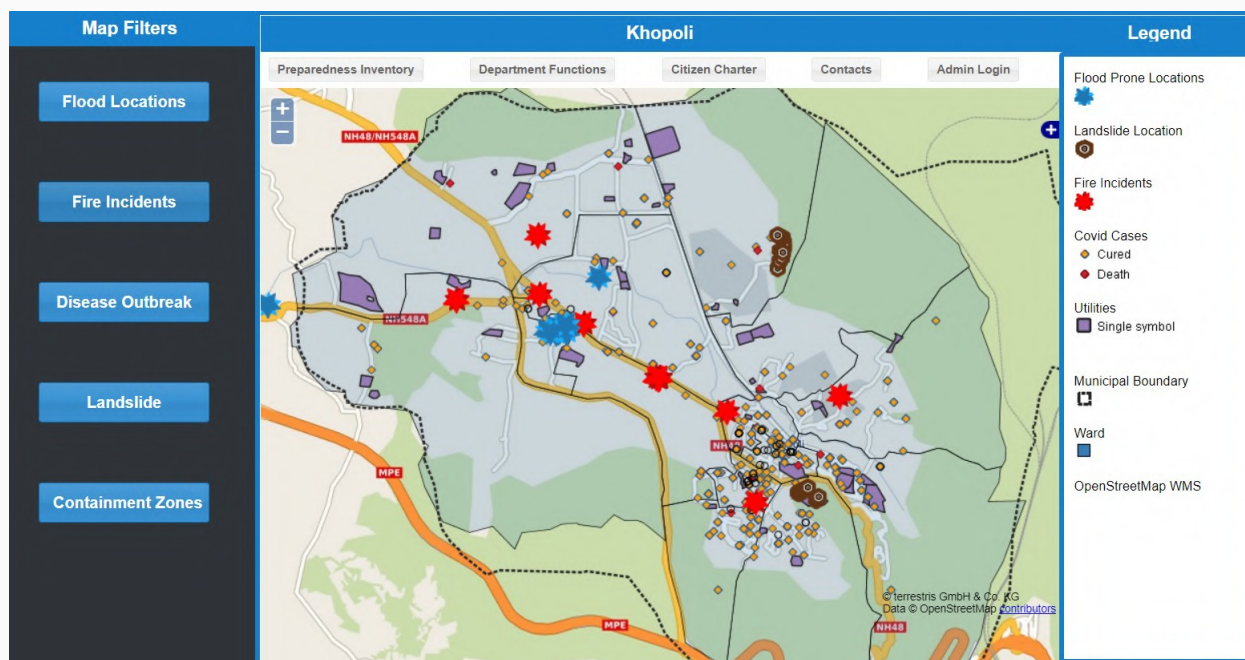 Map Filters
Khopoli
Legend
Flood Locations
Fire Incidents
Disease Outbreak
Landslide
Containment Zones
Preparedness Inventory
Department Functions
Citizen Charter
Contacts
Admin Login
+
−
+
NH48/NH548A
NH548A
MPE
NH48
MPE
NH48
© terrestris GmbH & Co. KG
Data © OpenStreetMap contributors
Flood Prone Locations
Landslide Location
Fire Incidents
Covid Cases
Cured
Death
Utilities
Single symbol
Municipal Boundary
Ward
OpenStreetMap WMS